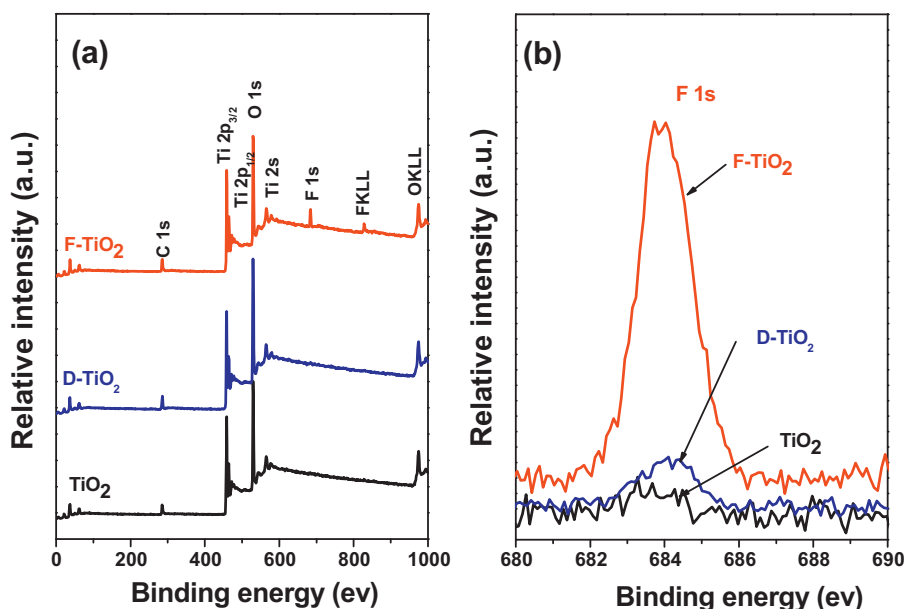 (a)
Relative intensity (a.u.)
F-TiO2
D-TiO2
TiO2
C 1s
Ti 2p3/2
Ti 2p1/2
O 1s
Ti 2s
F 1s
FKLL
OKLL
0 200 400 600 800 1000
Binding energy (ev)
(b)
Relative intensity (a.u.)
F 1s
F-TiO2
D-TiO2
TiO2
680 682 684 686 688 690
Binding energy (ev)